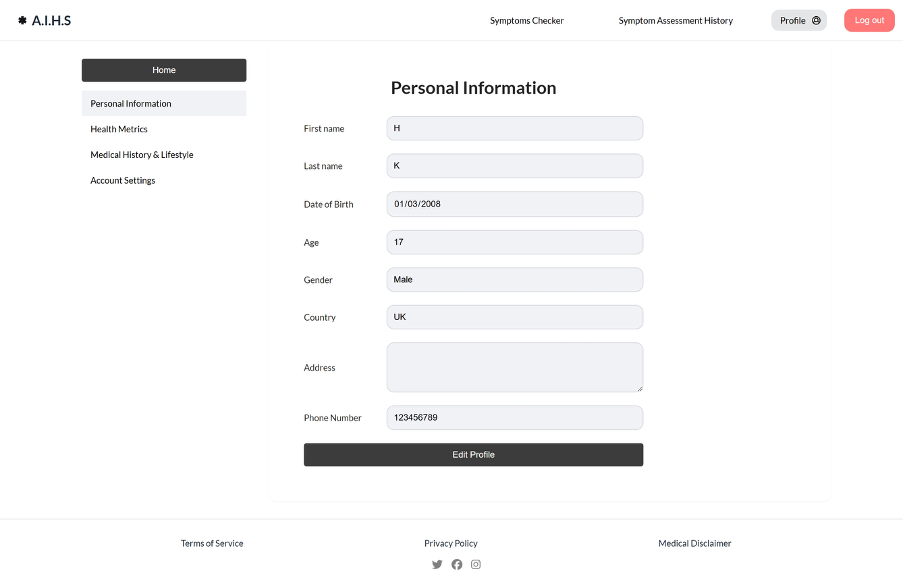 A.I.H.S Symptoms Checker Symptom Assessment History Profile Log out
Home
Personal Information
Health Metrics
Medical History & Lifestyle
Account Settings
Personal Information
First name H
Last name K
Date of Birth 01/03/2008
Age 17
Gender Male
Country UK
Address
Phone Number 123456789
Edit Profile
Terms of Service Privacy Policy Medical Disclaimer